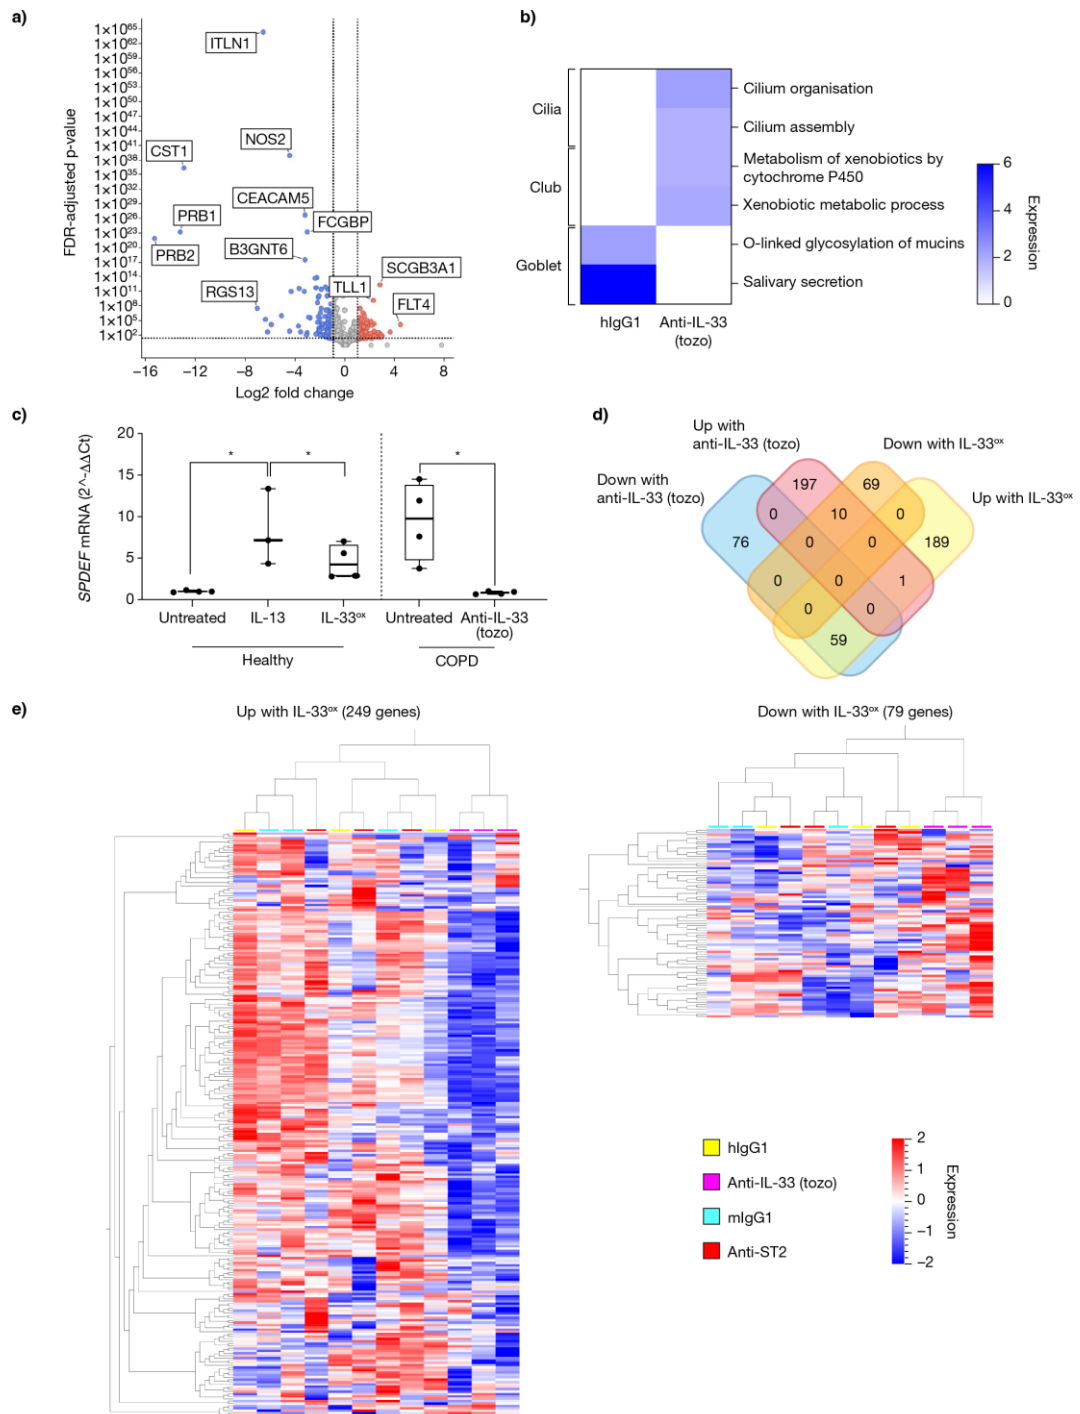 a)
FDR-adjusted p-value
1×10⁶⁵
1×10⁶²
1×10⁵⁹
1×10⁵⁶
1×10⁵³
1×10⁵⁰
1×10⁴⁷
1×10⁴⁴
1×10⁴¹
1×10³⁸
1×10³⁵
1×10³²
1×10²⁹
1×10²⁶
1×10²³
1×10²⁰
1×10¹⁷
1×10¹⁴
1×10¹¹
1×10⁸
1×10⁵
1×10²
ITLN1
NOS2
CST1
CEACAM5
PRB1
FCGBP
PRB2
B3GNT6
SCGB3A1
RGS13
TLL1
FLT4
−16 −12 −8 −4 0 4 8
Log2 fold change
b)
Cilia
Club
Goblet
Cilium organisation
Cilium assembly
Metabolism of xenobiotics by
cytochrome P450
Xenobiotic metabolic process
O-linked glycosylation of mucins
Salivary secretion
hIgG1
Anti-IL-33
(tozo)
6
4
2
0
Expression
c)
SPDEF mRNA (2^-ΔΔCt)
20
15
10
5
0
* * *
Untreated IL-13 IL-33ᵒˣ Untreated Anti-IL-33
(tozo)
Healthy COPD
d)
Up with
anti-IL-33 (tozo)
Down with IL-33ᵒˣ
Down with
anti-IL-33 (tozo)
Up with IL-33ᵒˣ
197 69
0 10 0
76 0 0 189
0 0 1
0 0
59
e)
Up with IL-33ᵒˣ (249 genes)
Down with IL-33ᵒˣ (79 genes)
hIgG1
Anti-IL-33 (tozo)
mIgG1
Anti-ST2
2
1
0
−1
−2
Expression